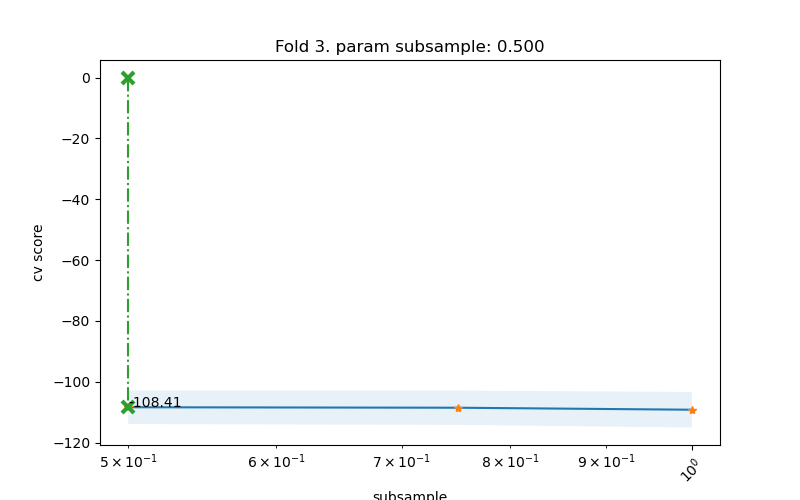 Fold 3. param subsample: 0.500
cv score
0
−20
−40
−60
−80
−100
−120
-108.41
5 × 10⁻¹
6 × 10⁻¹
7 × 10⁻¹
8 × 10⁻¹
9 × 10⁻¹
10⁰
subsample